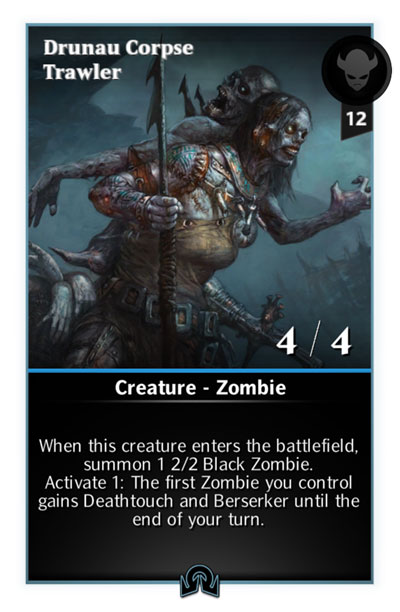 Drunau Corpse
Trawler
12
4 / 4
Creature - Zombie
When this creature enters the battlefield,
summon 1 2/2 Black Zombie.
Activate 1: The first Zombie you control
gains Deathtouch and Berserker until the
end of your turn.